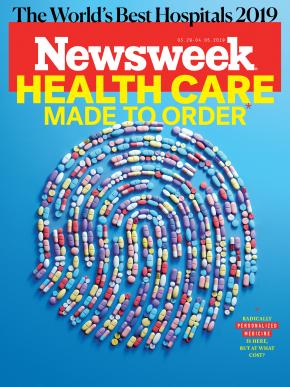 The World's Best Hospitals 2019
03.29-04.05.2019
Newsweek
HEALTH CARE
MADE TO ORDER*
*
RADICALLY
PERSONALIZED
MEDICINE
IS HERE,
BUT AT WHAT
COST?